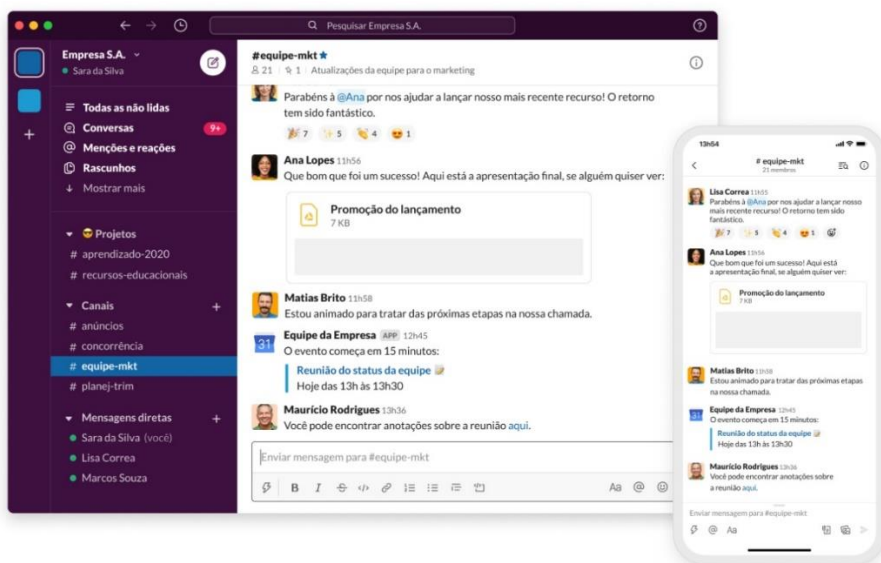 Pesquisar Empresa S.A.
Empresa S.A.
Sara da Silva
Todas as não lidas
Conversas 9+
Menções e reações
Rascunhos
Mostrar mais
Projetos
# aprendizado-2020
# recursos-educacionais
Canais +
# anúncios
# concorrência
# equipe-mkt
# planej-trim
Mensagens diretas +
Sara da Silva (você)
Lisa Correa
Marcos Souza
#equipe-mkt
21 | 1 | Atualizações da equipe para o marketing
Parabéns à @Ana por nos ajudar a lançar nosso mais recente recurso! O retorno
tem sido fantástico.
7 5 4 1
Ana Lopes 11h56
Que bom que foi um sucesso! Aqui está a apresentação final, se alguém quiser ver:
Promoção do lançamento
7 KB
Matias Brito 11h58
Estou animado para tratar das próximas etapas na nossa chamada.
31
Equipe da Empresa APP 12h45
O evento começa em 15 minutos:
Reunião do status da equipe
Hoje das 13h às 13h30
Maurício Rodrigues 13h36
Você pode encontrar anotações sobre a reunião aqui.
Enviar mensagem para #equipe-mkt
B I Aa @
13h54
# equipe-mkt
21 membros
Lisa Correa 11h55
Parabéns à @Ana por nos ajudar a lançar nosso
mais recente recurso! O retorno tem sido
fantástico.
7 5 4 1
Ana Lopes 11h56
Que bom que foi um sucesso! Aqui está
a apresentação final, se alguém quiser ver:
Promoção do lançamento
7 KB
Matias Brito 11h58
Estou animado para tratar das próximas etapas
na nossa chamada.
31
Equipe da Empresa 12h45
O evento começa em 15 minutos:
Reunião do status da equipe
Hoje das 13h às 13h30
Maurício Rodrigues 13h36
Você pode encontrar anotações sobre
a reunião aqui.
Enviar mensagem para #equipe-mkt
@ Aa